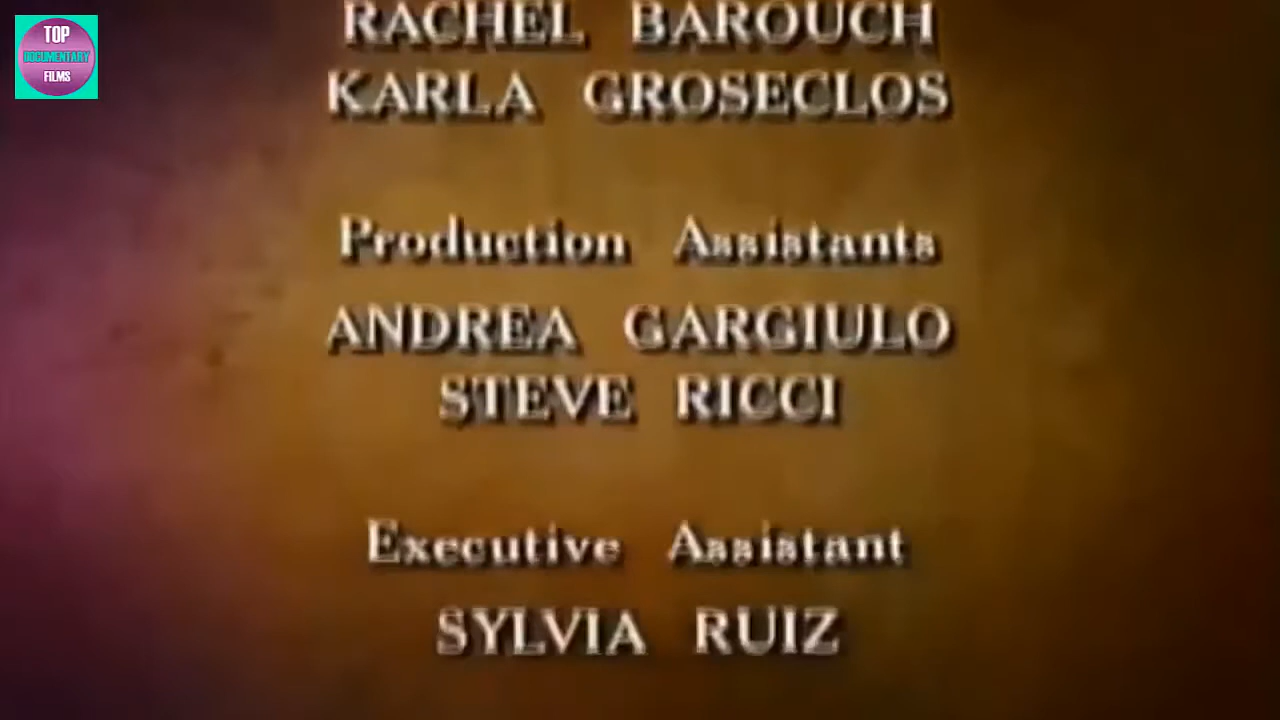 TOP
DOCUMENTARY
FILMS
RACHEL BAROUCH
KARLA GROSECLOS
Production Assistants
ANDREA GARGIULO
STEVE RICCI
Executive Assistant
SYLVIA RUIZ